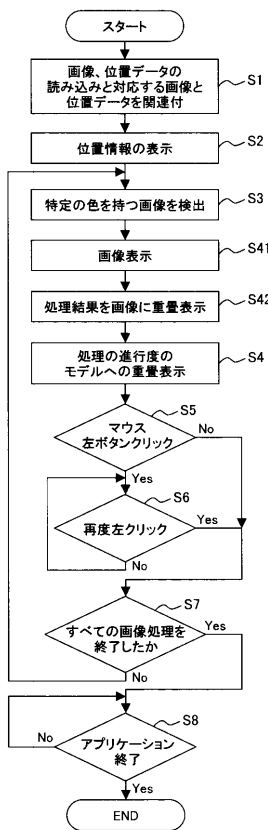 スタート
画像、位置データの
読み込みと対応する画像と
位置データを関連付
S1
位置情報の表示
S2
特定の色を持つ画像を検出
S3
画像表示
S41
処理結果を画像に重畳表示
S42
処理の進行度の
モデルへの重畳表示
S4
マウス
左ボタンクリック
S5
No
Yes
再度左クリック
S6
Yes
No
すべての画像処理を
終了したか
S7
Yes
No
アプリケーション
終了
S8
No
Yes
END